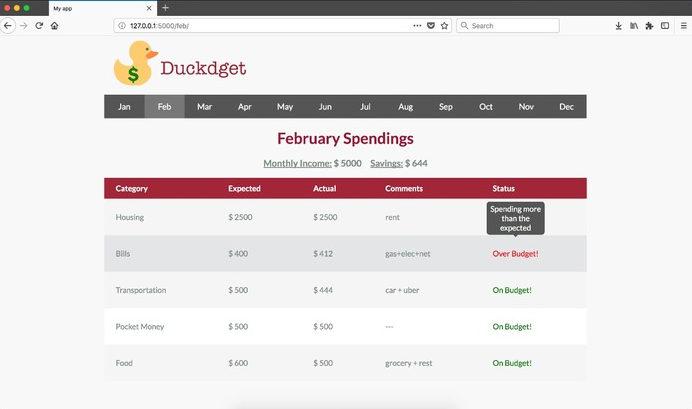 My app
127.0.0.1:5000/feb/
Search
$
Duckdget
Jan Feb Mar Apr May Jun Jul Aug Sep Oct Nov Dec
February Spendings
Monthly Income: $ 5000 Savings: $ 644
Category Expected Actual Comments Status
Housing $ 2500 $ 2500 rent
Spending more
than the
expected
Bills $ 400 $ 412 gas+elec+net Over Budget!
Transportation $ 500 $ 444 car + uber On Budget!
Pocket Money $ 500 $ 500 --- On Budget!
Food $ 600 $ 500 grocery + rest On Budget!